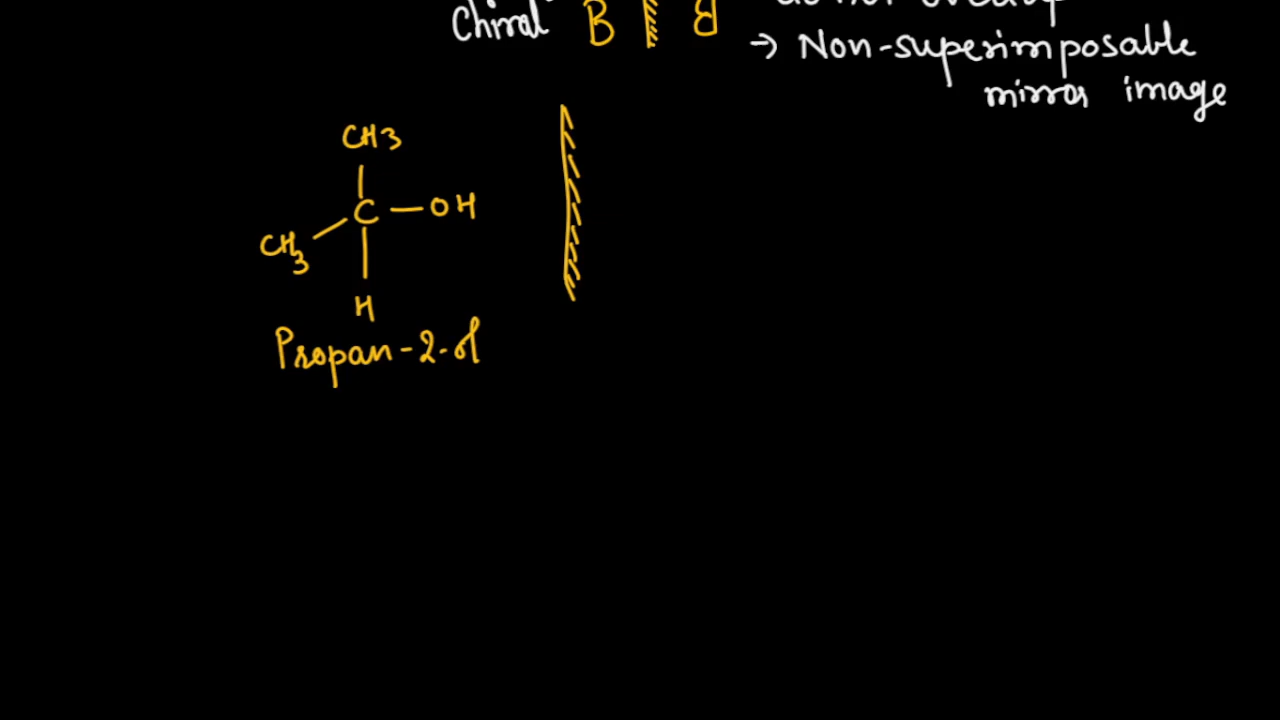 Chiral B B
→ Non-superimposable
mirror image
CH3
C - OH
CH3
H
Propan-2-ol